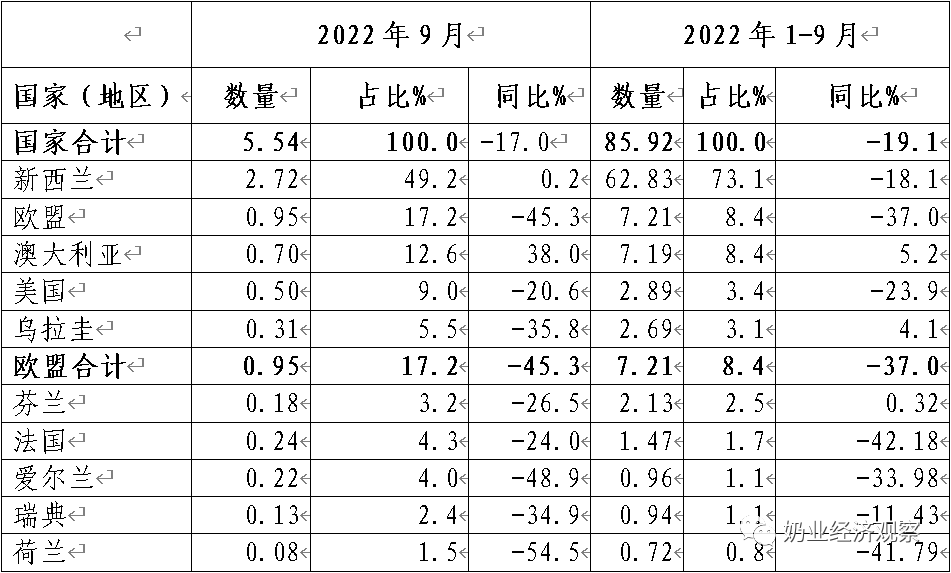 2022年9月 2022年1-9月
国家(地区) 数量 占比% 同比% 数量 占比% 同比%
国家合计 5.54 100.0 -17.0 85.92 100.0 -19.1
新西兰 2.72 49.2 0.2 62.83 73.1 -18.1
欧盟 0.95 17.2 -45.3 7.21 8.4 -37.0
澳大利亚 0.70 12.6 38.0 7.19 8.4 5.2
美国 0.50 9.0 -20.6 2.89 3.4 -23.9
乌拉圭 0.31 5.5 -35.8 2.69 3.1 4.1
欧盟合计 0.95 17.2 -45.3 7.21 8.4 -37.0
芬兰 0.18 3.2 -26.5 2.13 2.5 0.32
法国 0.24 4.3 -24.0 1.47 1.7 -42.18
爱尔兰 0.22 4.0 -48.9 0.96 1.1 -33.98
瑞典 0.13 2.4 -34.9 0.94 1.1 -11.43
荷兰 0.08 1.5 -54.5 0.72 0.8 -41.79
奶业经济观察